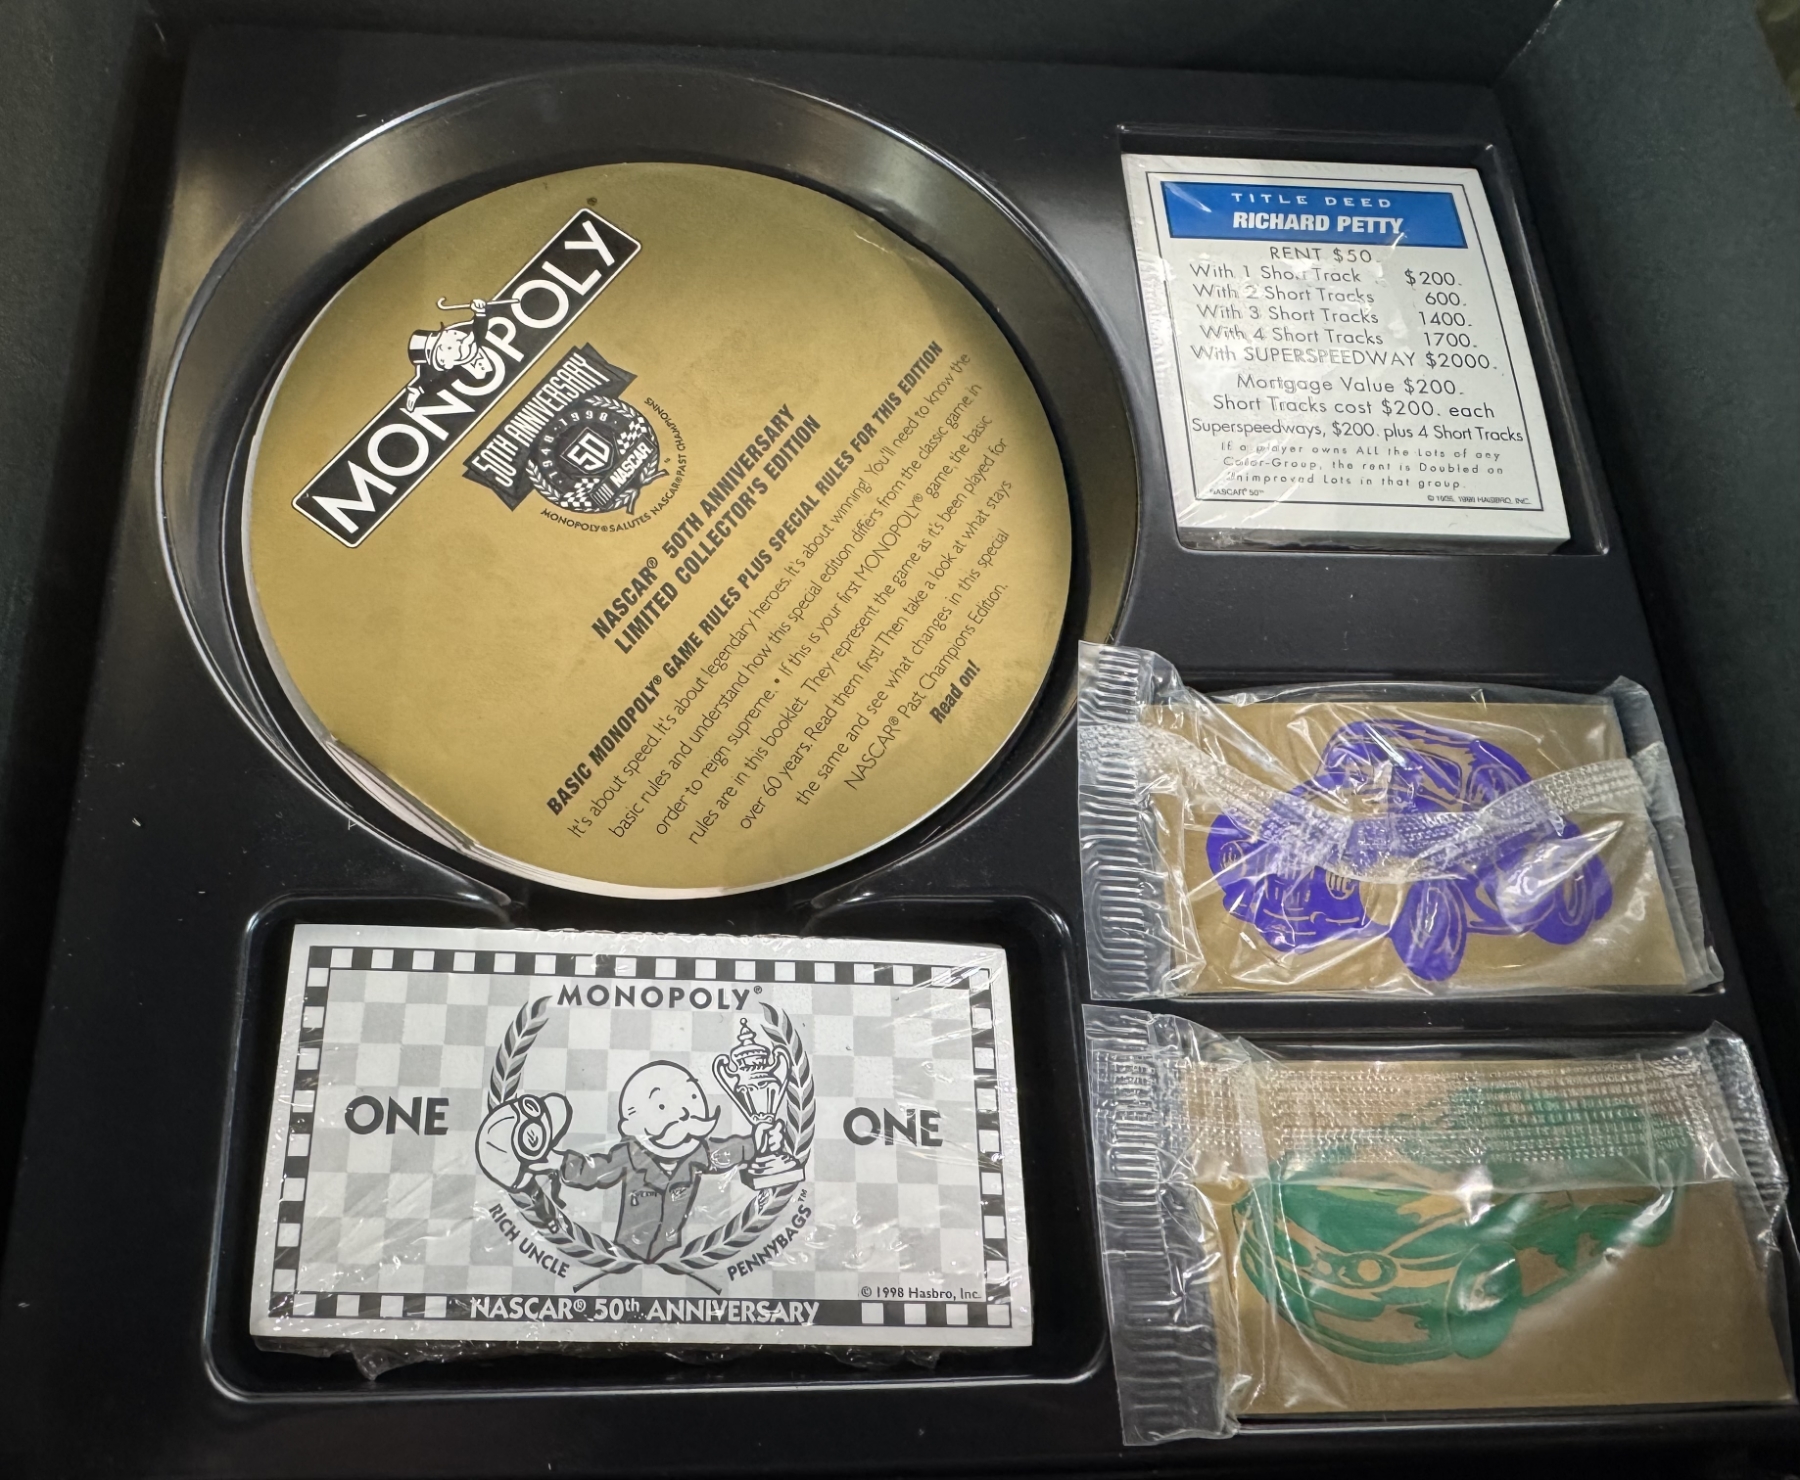 MONOPOLY
50TH ANNIVERSARY
1948-1998
50
NASCAR
MONOPOLY® SALUTES NASCAR® PAST CHAMPIONS
NASCAR® 50TH ANNIVERSARY
LIMITED COLLECTOR'S EDITION
BASIC MONOPOLY® GAME RULES PLUS SPECIAL RULES FOR THIS EDITION
It's about speed. It's about legendary heroes. It's about winning! You'll need to know the
basic rules and understand how this special edition differs from the classic game in
order to reign supreme. • If this is your first MONOPOLY® game, the basic
rules are in this booklet. They represent the game as it's been played for
over 60 years. Read them first! Then take a look at what stays
the same and see what changes in this special
NASCAR® Past Champions Edition.
Read on!
TITLE DEED
RICHARD PETTY
RENT $50.
With 1 Short Track $200.
With 2 Short Tracks 600.
With 3 Short Tracks 1400.
With 4 Short Tracks 1700.
With SUPERSPEEDWAY $2000.
Mortgage Value $200.
Short Tracks cost $200. each
Superspeedways, $200. plus 4 Short Tracks
If a player owns ALL the Lots of any
Color-Group, the rent is Doubled on
Unimproved Lots in that group.
NASCAR® 50™ © 1935, 1998 HASBRO, INC.
MONOPOLY®
ONE ONE
RICH UNCLE PENNYBAGS™
© 1998 Hasbro, Inc.
NASCAR® 50th ANNIVERSARY